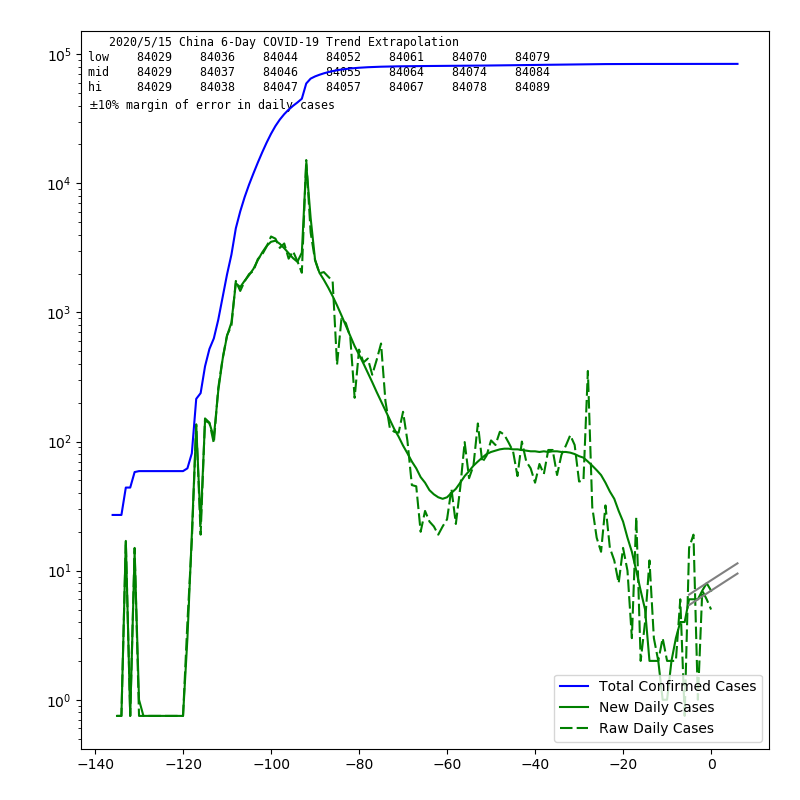 2020/5/15 China 6-Day COVID-19 Trend Extrapolation
low 84029 84036 84044 84052 84061 84070 84079
mid 84029 84037 84046 84055 84064 84074 84084
hi 84029 84038 84047 84057 84067 84078 84089
±10% margin of error in daily cases
10⁵
10⁴
10³
10²
10¹
10⁰
Total Confirmed Cases
New Daily Cases
Raw Daily Cases
−140 −120 −100 −80 −60 −40 −20 0